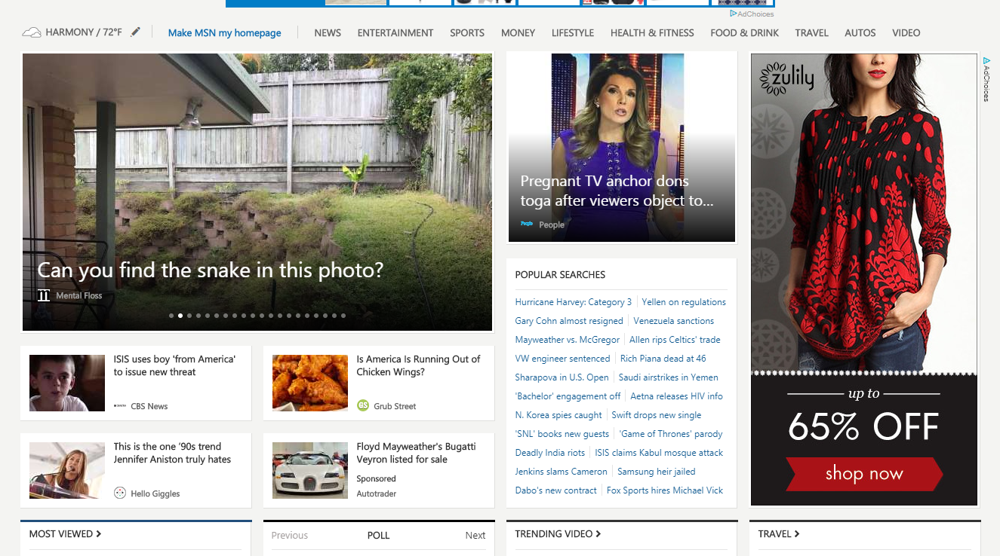 AdChoices
HARMONY / 72°F
Make MSN my homepage
NEWS
ENTERTAINMENT
SPORTS
MONEY
LIFESTYLE
HEALTH & FITNESS
FOOD & DRINK
TRAVEL
AUTOS
VIDEO
Can you find the snake in this photo?
Mental Floss
Pregnant TV anchor dons
toga after viewers object to...
People
People
zulily
AdChoices
up to
65% OFF
shop now
POPULAR SEARCHES
Hurricane Harvey: Category 3 | Yellen on regulations
Gary Cohn almost resigned | Venezuela sanctions
Mayweather vs. McGregor | Allen rips Celtics' trade
VW engineer sentenced | Rich Piana dead at 46
Sharapova in U.S. Open | Saudi airstrikes in Yemen
'Bachelor' engagement off | Aetna releases HIV info
N. Korea spies caught | Swift drops new single
'SNL' books new guests | 'Game of Thrones' parody
Deadly India riots | ISIS claims Kabul mosque attack
Jenkins slams Cameron | Samsung heir jailed
Dabo's new contract | Fox Sports hires Michael Vick
ISIS uses boy 'from America'
to issue new threat
CBS News
Is America Is Running Out of
Chicken Wings?
GS
Grub Street
This is the one '90s trend
Jennifer Aniston truly hates
Hello Giggles
Floyd Mayweather's Bugatti
Veyron listed for sale
Sponsored
Autotrader
MOST VIEWED
Previous
POLL
Next
TRENDING VIDEO
TRAVEL